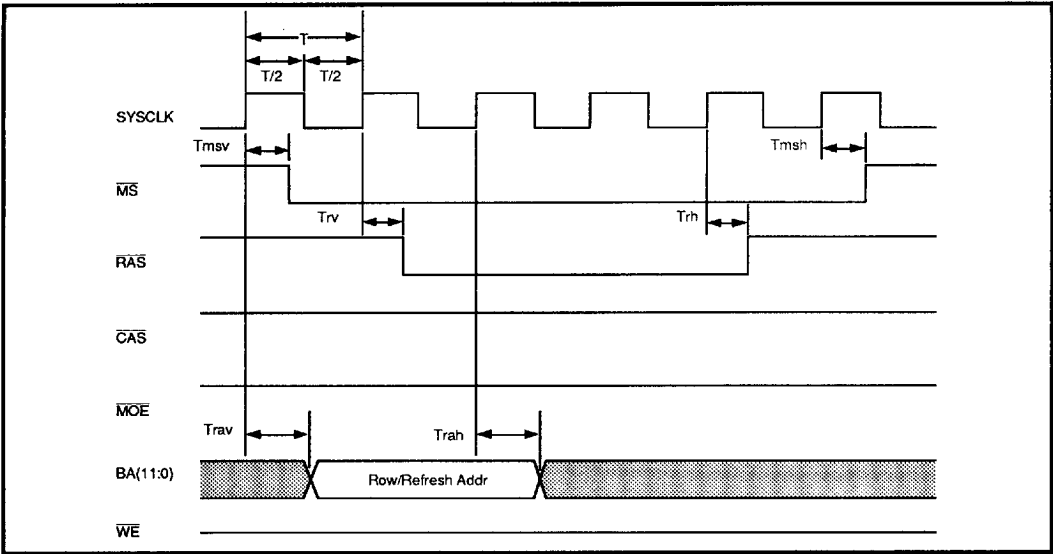 T
T/2 T/2
SYSCLK
Tmsv Tmsh
MS
Trv Trh
RAS
CAS
MOE
Trav Trah
BA(11:0) Row/Refresh Addr
WE